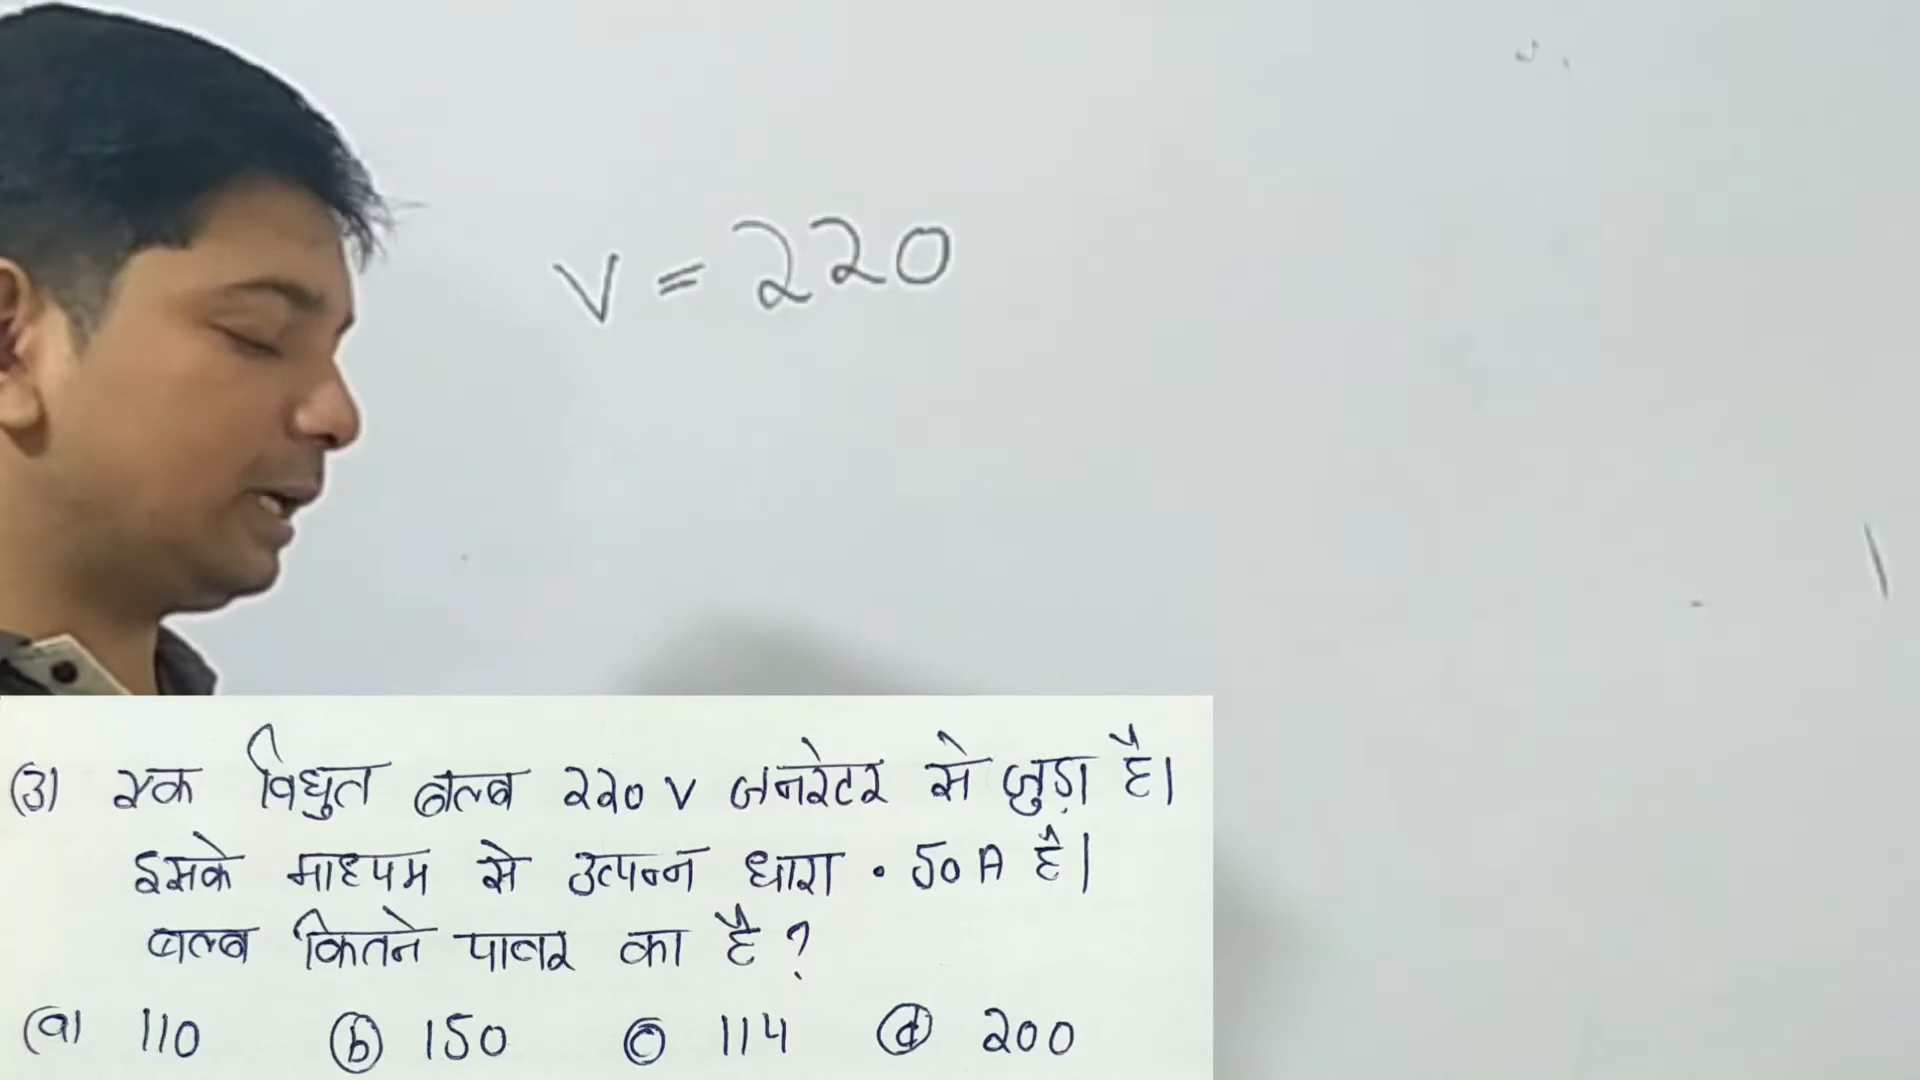 V = 220
(3) एक विधुत बल्ब 220 V जनरेटर से जुड़ा है।
इसके माध्यम से उत्पन्न धारा .50 A है।
बल्ब कितने पावर का है ?
(a) 110 (b) 150 (c) 114 (d) 200